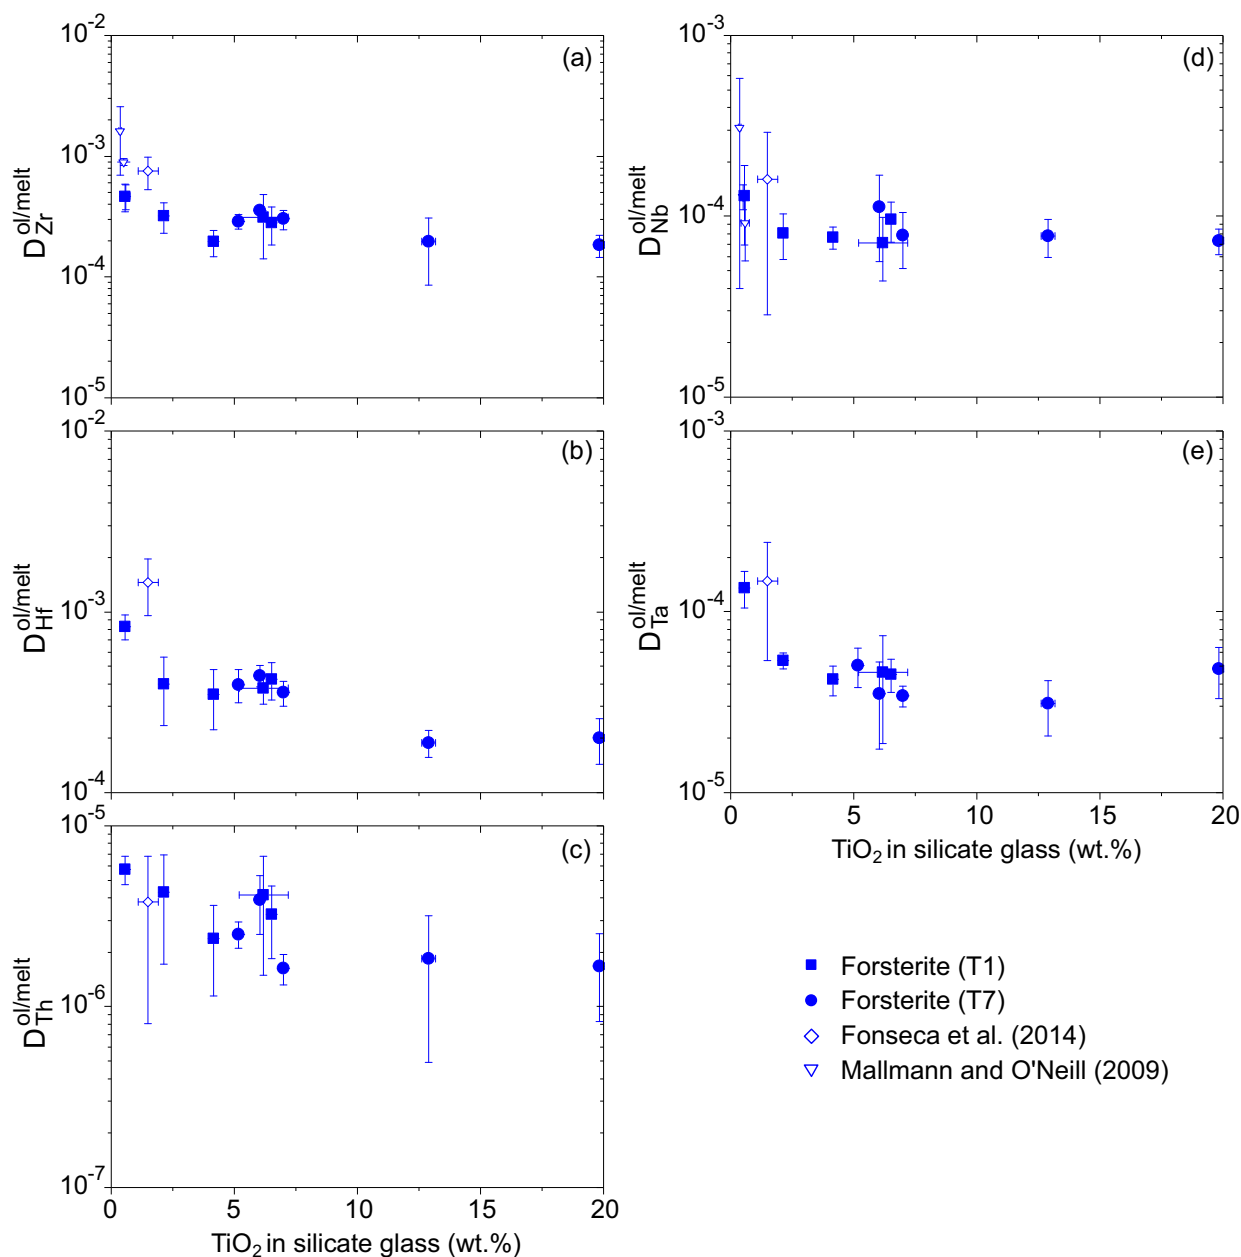 (a)
10^-2
10^-3
10^-4
10^-5
D_Zr^ol/melt
(b)
10^-2
10^-3
10^-4
D_Hf^ol/melt
(c)
10^-5
10^-6
10^-7
D_Th^ol/melt
0 5 10 15 20
TiO₂ in silicate glass (wt.%)
(d)
10^-3
10^-4
10^-5
D_Nb^ol/melt
(e)
10^-3
10^-4
10^-5
D_Ta^ol/melt
0 5 10 15 20
TiO₂ in silicate glass (wt.%)
Forsterite (T1)
Forsterite (T7)
Fonseca et al. (2014)
Mallmann and O'Neill (2009)